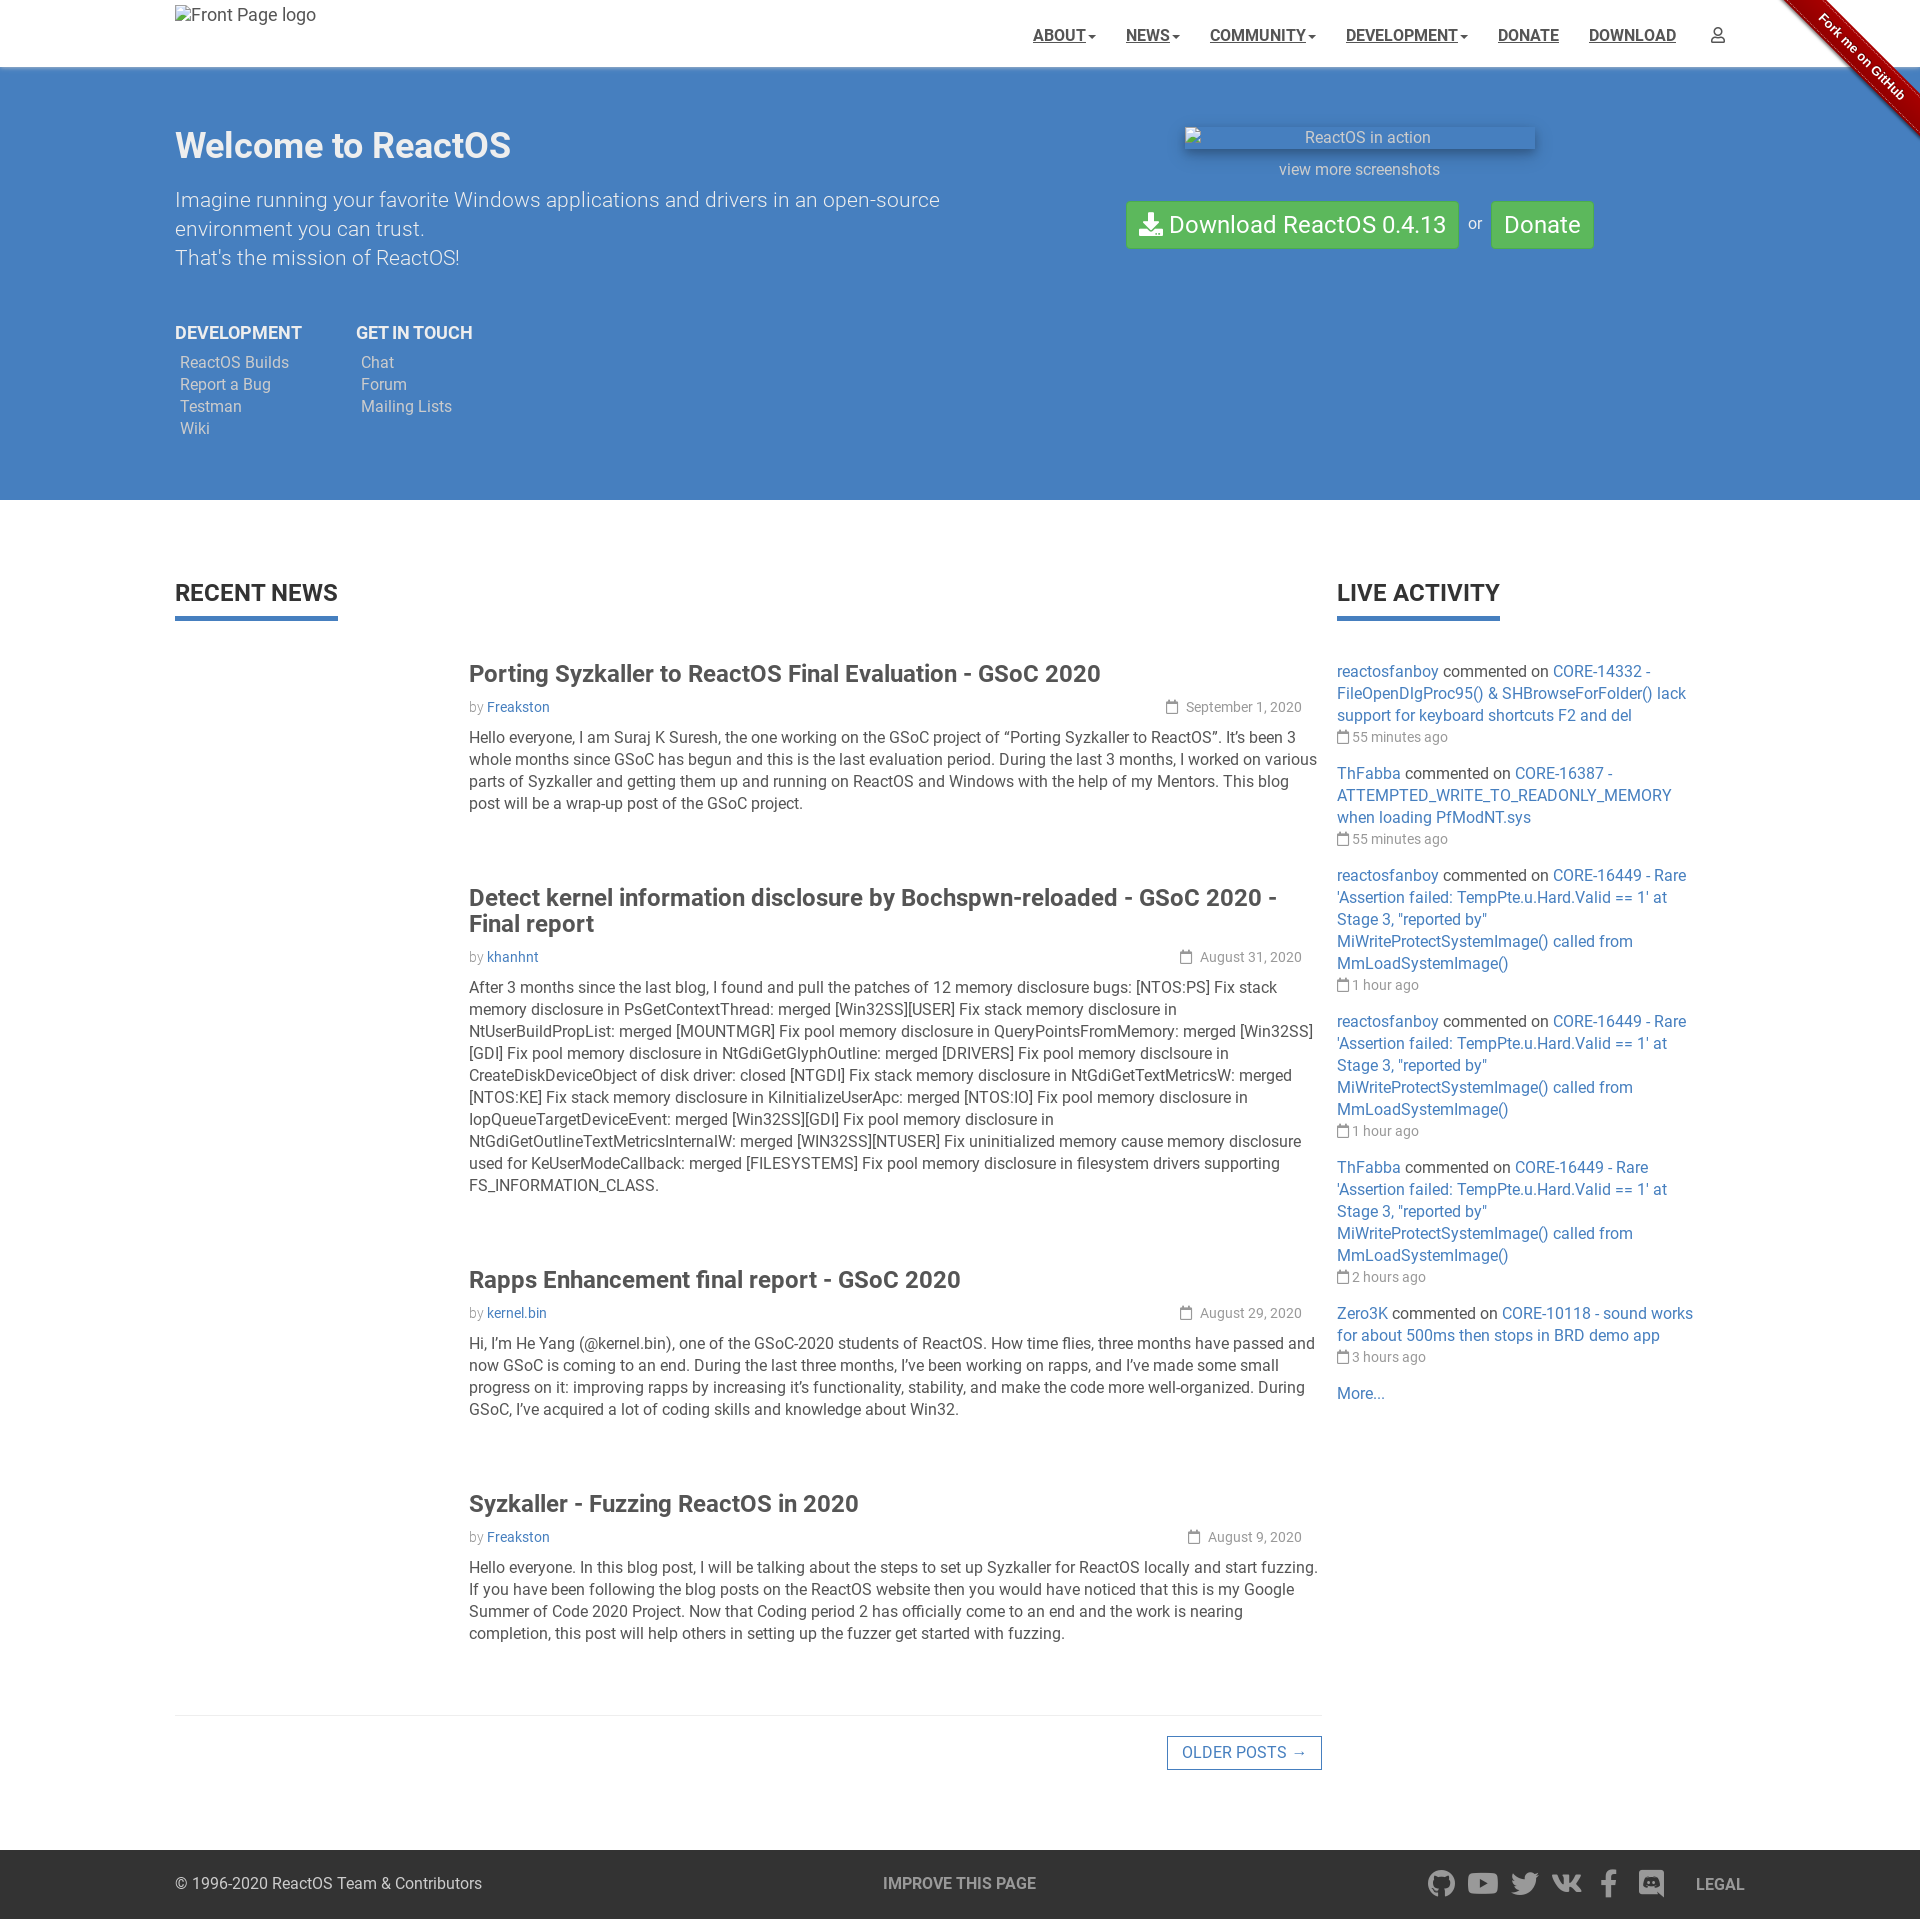 Front Page logo
ABOUT
NEWS
COMMUNITY
DEVELOPMENT
DONATE
DOWNLOAD
Fork me on GitHub
Welcome to ReactOS
Imagine running your favorite Windows applications and drivers in an open-source
environment you can trust.
That's the mission of ReactOS!
ReactOS in action
view more screenshots
Download ReactOS 0.4.13
or
Donate
DEVELOPMENT
ReactOS Builds
Report a Bug
Testman
Wiki
GET IN TOUCH
Chat
Forum
Mailing Lists
RECENT NEWS
Porting Syzkaller to ReactOS Final Evaluation - GSoC 2020
by Freakston
September 1, 2020
Hello everyone, I am Suraj K Suresh, the one working on the GSoC project of “Porting Syzkaller to ReactOS”. It’s been 3
whole months since GSoC has begun and this is the last evaluation period. During the last 3 months, I worked on various
parts of Syzkaller and getting them up and running on ReactOS and Windows with the help of my Mentors. This blog
post will be a wrap-up post of the GSoC project.
Detect kernel information disclosure by Bochspwn-reloaded - GSoC 2020 -
Final report
by khanhnt
August 31, 2020
After 3 months since the last blog, I found and pull the patches of 12 memory disclosure bugs: [NTOS:PS] Fix stack
memory disclosure in PsGetContextThread: merged [Win32SS][USER] Fix stack memory disclosure in
NtUserBuildPropList: merged [MOUNTMGR] Fix pool memory disclosure in QueryPointsFromMemory: merged [Win32SS]
[GDI] Fix pool memory disclosure in NtGdiGetGlyphOutline: merged [DRIVERS] Fix pool memory disclsoure in
CreateDiskDeviceObject of disk driver: closed [NTGDI] Fix stack memory disclosure in NtGdiGetTextMetricsW: merged
[NTOS:KE] Fix stack memory disclosure in KiInitializeUserApc: merged [NTOS:IO] Fix pool memory disclosure in
IopQueueTargetDeviceEvent: merged [Win32SS][GDI] Fix pool memory disclosure in
NtGdiGetOutlineTextMetricsInternalW: merged [WIN32SS][NTUSER] Fix uninitialized memory cause memory disclosure
used for KeUserModeCallback: merged [FILESYSTEMS] Fix pool memory disclosure in filesystem drivers supporting
FS_INFORMATION_CLASS.
Rapps Enhancement final report - GSoC 2020
by kernel.bin
August 29, 2020
Hi, I’m He Yang (@kernel.bin), one of the GSoC-2020 students of ReactOS. How time flies, three months have passed and
now GSoC is coming to an end. During the last three months, I’ve been working on rapps, and I’ve made some small
progress on it: improving rapps by increasing it’s functionality, stability, and make the code more well-organized. During
GSoC, I’ve acquired a lot of coding skills and knowledge about Win32.
Syzkaller - Fuzzing ReactOS in 2020
by Freakston
August 9, 2020
Hello everyone. In this blog post, I will be talking about the steps to set up Syzkaller for ReactOS locally and start fuzzing.
If you have been following the blog posts on the ReactOS website then you would have noticed that this is my Google
Summer of Code 2020 Project. Now that Coding period 2 has officially come to an end and the work is nearing
completion, this post will help others in setting up the fuzzer get started with fuzzing.
OLDER POSTS →
LIVE ACTIVITY
reactosfanboy commented on CORE-14332 -
FileOpenDlgProc95() & SHBrowseForFolder() lack
support for keyboard shortcuts F2 and del
55 minutes ago
ThFabba commented on CORE-16387 -
ATTEMPTED_WRITE_TO_READONLY_MEMORY
when loading PfModNT.sys
55 minutes ago
reactosfanboy commented on CORE-16449 - Rare
'Assertion failed: TempPte.u.Hard.Valid == 1' at
Stage 3, "reported by"
MiWriteProtectSystemImage() called from
MmLoadSystemImage()
1 hour ago
reactosfanboy commented on CORE-16449 - Rare
'Assertion failed: TempPte.u.Hard.Valid == 1' at
Stage 3, "reported by"
MiWriteProtectSystemImage() called from
MmLoadSystemImage()
1 hour ago
ThFabba commented on CORE-16449 - Rare
'Assertion failed: TempPte.u.Hard.Valid == 1' at
Stage 3, "reported by"
MiWriteProtectSystemImage() called from
MmLoadSystemImage()
2 hours ago
Zero3K commented on CORE-10118 - sound works
for about 500ms then stops in BRD demo app
3 hours ago
More...
© 1996-2020 ReactOS Team & Contributors
IMPROVE THIS PAGE
LEGAL